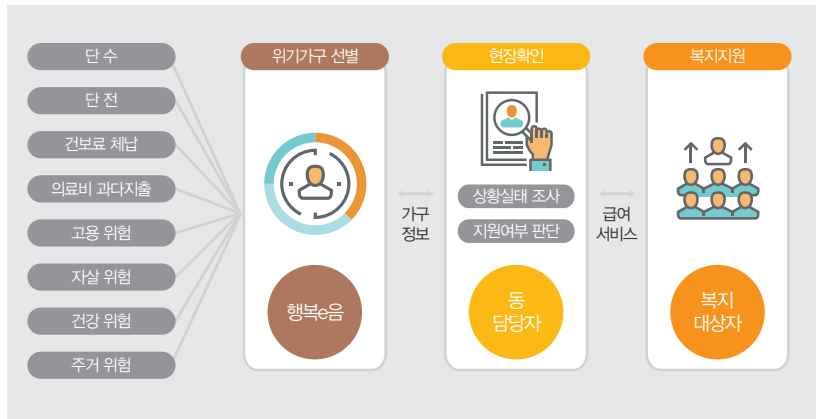 단 수
단 전
건보료 체납
의료비 과다지출
고용 위험
자살 위험
건강 위험
주거 위험
위기가구 선별
행복e음
가구
정보
현장확인
상황실태 조사
지원여부 판단
동
담당자
급여
서비스
복지지원
복지
대상자